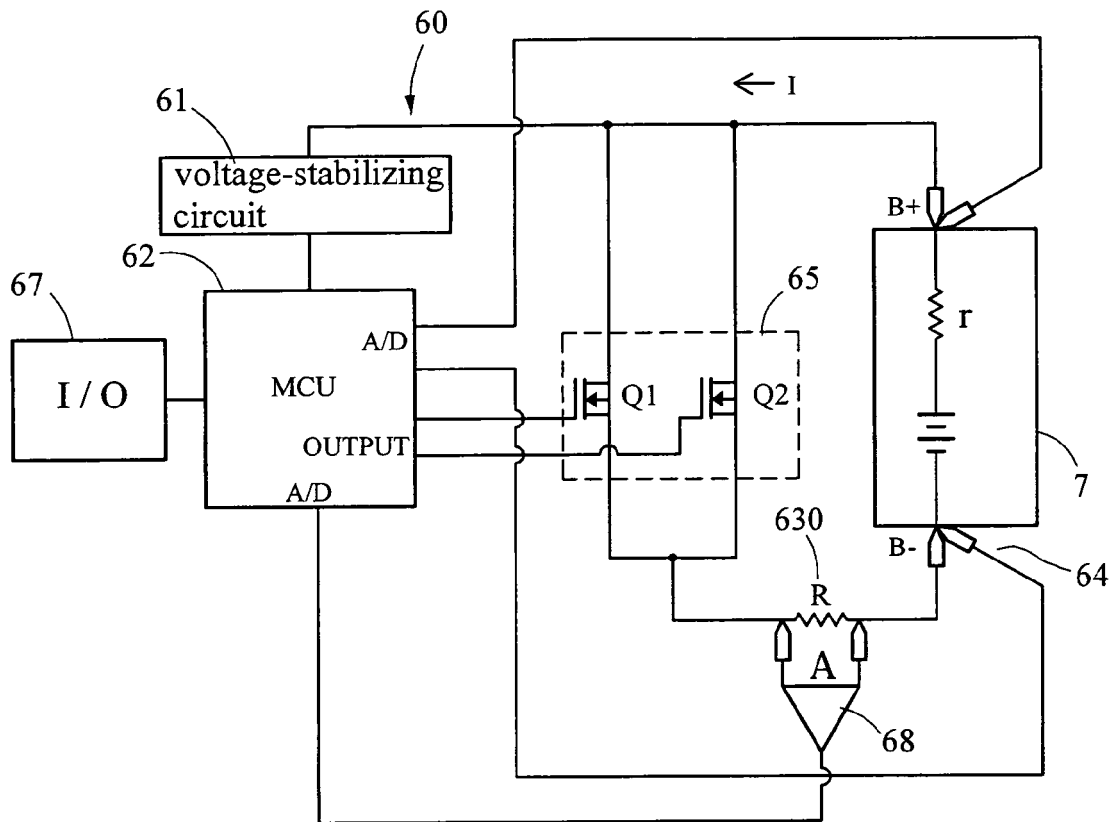 60
I
61
voltage-stabilizing
circuit
B+
62
65
67
A/D
r
I / O
MCU
Q1
Q2
OUTPUT
7
A/D
630
B-
64
R
A
68